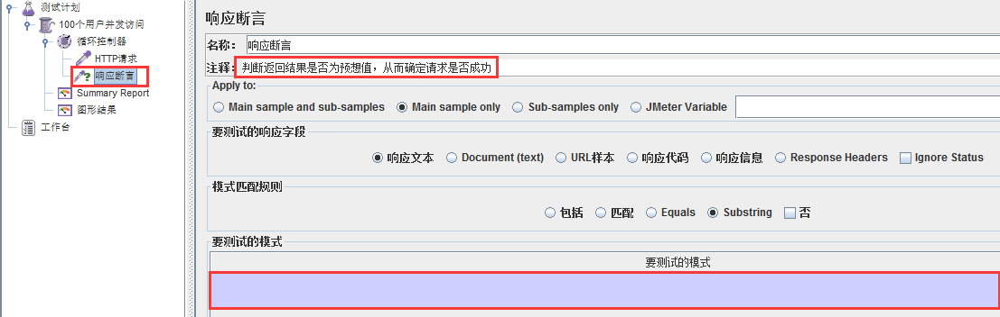 测试计划
100个用户并发访问
循环控制器
HTTP请求
响应断言
Summary Report
图形结果
工作台
响应断言
名称： 响应断言
注释： 判断返回结果是否为预想值，从而确定请求是否成功
Apply to:
Main sample and sub-samples Main sample only Sub-samples only JMeter Variable
要测试的响应字段
响应文本 Document (text) URL样本 响应代码 响应信息 Response Headers Ignore Status
模式匹配规则
包括 匹配 Equals Substring 否
要测试的模式
要测试的模式